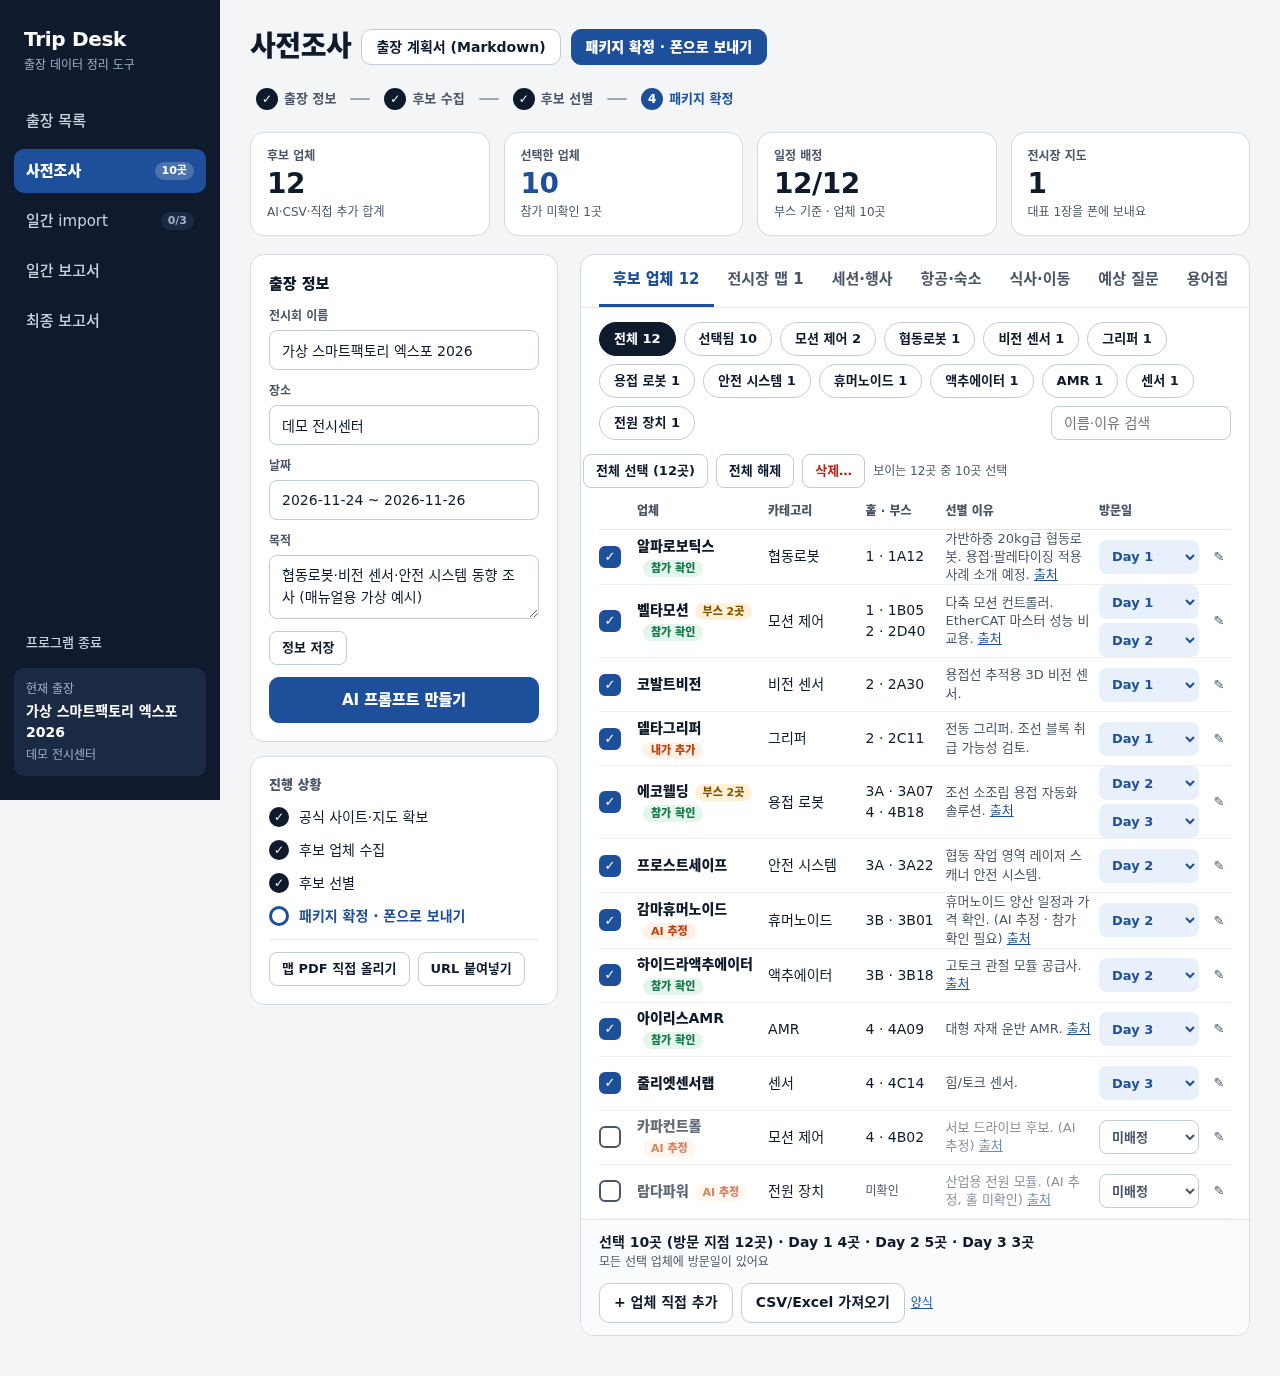 Trip Desk
출장 데이터 정리 도구
출장 목록
사전조사 10곳
일간 import 0/3
일간 보고서
최종 보고서
프로그램 종료
현재 출장
가상 스마트팩토리 엑스포
2026
데모 전시센터
사전조사 출장 계획서 (Markdown) 패키지 확정 · 폰으로 보내기
✓ 출장 정보 — ✓ 후보 수집 — ✓ 후보 선별 — 4 패키지 확정
후보 업체
12
AI·CSV·직접 추가 합계
선택한 업체
10
참가 미확인 1곳
일정 배정
12/12
부스 기준 · 업체 10곳
전시장 지도
1
대표 1장을 폰에 보내요
출장 정보
전시회 이름
가상 스마트팩토리 엑스포 2026
장소
데모 전시센터
날짜
2026-11-24 ~ 2026-11-26
목적
협동로봇·비전 센서·안전 시스템 동향 조
사 (매뉴얼용 가상 예시)
정보 저장
AI 프롬프트 만들기
진행 상황
✓ 공식 사이트·지도 확보
✓ 후보 업체 수집
✓ 후보 선별
패키지 확정 · 폰으로 보내기
맵 PDF 직접 올리기 URL 붙여넣기
후보 업체 12 전시장 맵 1 세션·행사 항공·숙소 식사·이동 예상 질문 용어집
전체 12 선택됨 10 모션 제어 2 협동로봇 1 비전 센서 1 그리퍼 1
용접 로봇 1 안전 시스템 1 휴머노이드 1 액추에이터 1 AMR 1 센서 1
전원 장치 1 이름·이유 검색
전체 선택 (12곳) 전체 해제 삭제… 보이는 12곳 중 10곳 선택
업체 카테고리 홀 · 부스 선별 이유 방문일
✓ 알파로보틱스 참가 확인 협동로봇 1 · 1A12
가반하중 20kg급 협동로
봇. 용접·팔레타이징 적용
사례 소개 예정. 출처
Day 1 ✎
✓ 벨타모션 부스 2곳 참가 확인 모션 제어
1 · 1B05
2 · 2D40
다축 모션 컨트롤러.
EtherCAT 마스터 성능 비
교용. 출처
Day 1
Day 2 ✎
✓ 코발트비전 비전 센서 2 · 2A30
용접선 추적용 3D 비전 센
서.
Day 1 ✎
✓ 델타그리퍼 내가 추가 그리퍼 2 · 2C11
전동 그리퍼. 조선 블록 취
급 가능성 검토.
Day 1 ✎
✓ 에코웰딩 부스 2곳 참가 확인 용접 로봇
3A · 3A07
4 · 4B18
조선 소조립 용접 자동화
솔루션. 출처
Day 2
Day 3 ✎
✓ 프로스트세이프 안전 시스템 3A · 3A22
협동 작업 영역 레이저 스
캐너 안전 시스템.
Day 2 ✎
✓ 감마휴머노이드 AI 추정 휴머노이드 3B · 3B01
휴머노이드 양산 일정과 가
격 확인. (AI 추정 · 참가
확인 필요) 출처
Day 2 ✎
✓ 하이드라액추에이터 참가 확인 액추에이터 3B · 3B18
고토크 관절 모듈 공급사.
출처
Day 2 ✎
✓ 아이리스AMR 참가 확인 AMR 4 · 4A09
대형 자재 운반 AMR. 출처
Day 3 ✎
✓ 줄리엣센서랩 센서 4 · 4C14
힘/토크 센서.
Day 3 ✎
카파컨트롤 AI 추정 모션 제어 4 · 4B02
서보 드라이브 후보. (AI
추정) 출처
미배정 ✎
람다파워 AI 추정 전원 장치 미확인
산업용 전원 모듈. (AI 추
정, 홀 미확인) 출처
미배정 ✎
선택 10곳 (방문 지점 12곳) · Day 1 4곳 · Day 2 5곳 · Day 3 3곳
모든 선택 업체에 방문일이 있어요
+ 업체 직접 추가 CSV/Excel 가져오기 양식